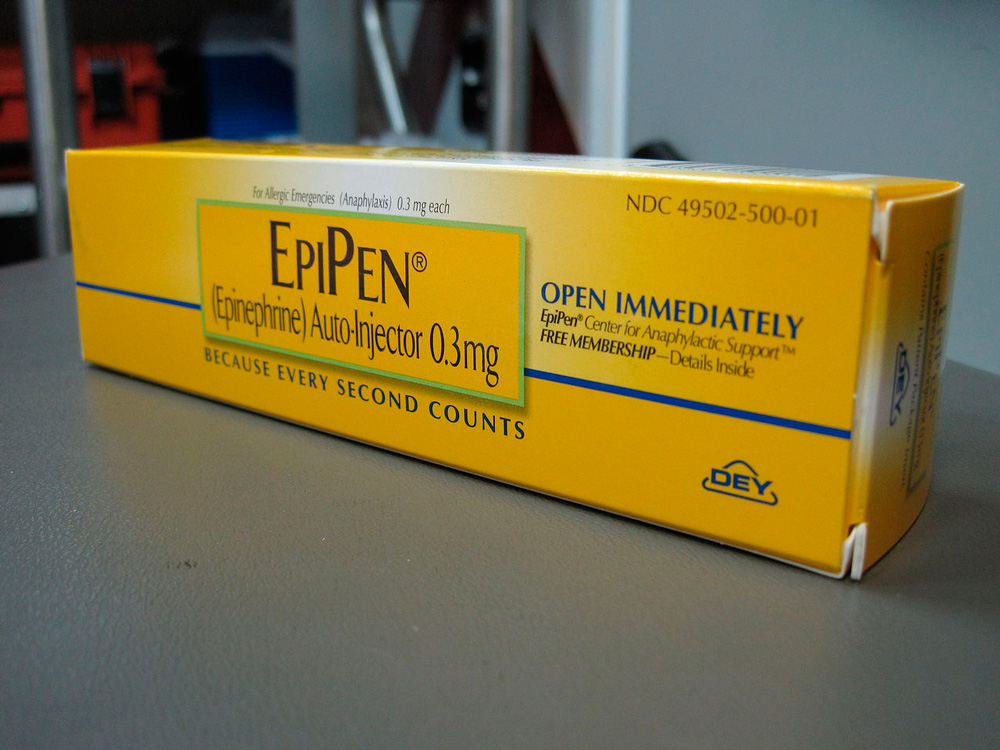 For Allergic Emergencies (Anaphylaxis) 0.3 mg each
EPIPEN®
(Epinephrine) Auto-Injector 0.3mg
BECAUSE EVERY SECOND COUNTS
NDC 49502-500-01
OPEN IMMEDIATELY
EpiPen® Center for Anaphylactic Support™
FREE MEMBERSHIP—Details Inside
DEY
DEY